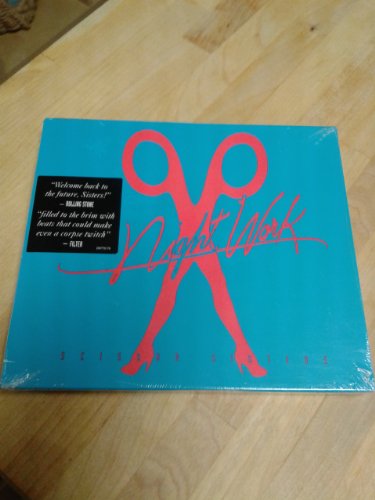 "Welcome back to
the future, Sisters!"
— ROLLING STONE
"filled to the brim with
beats that could make
even a corpse twitch"
— FILTER
Night Work
SCISSOR SISTERS